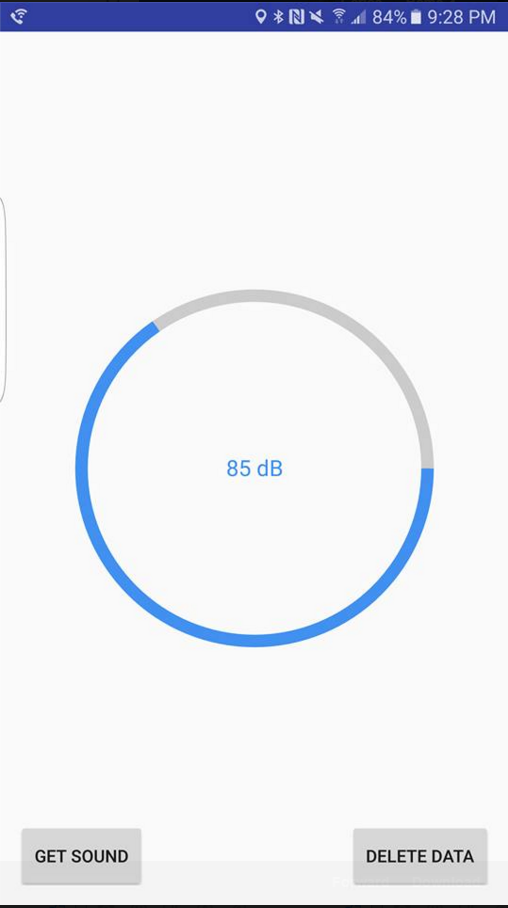 84% 9:28 PM
85 dB
GET SOUND DELETE DATA